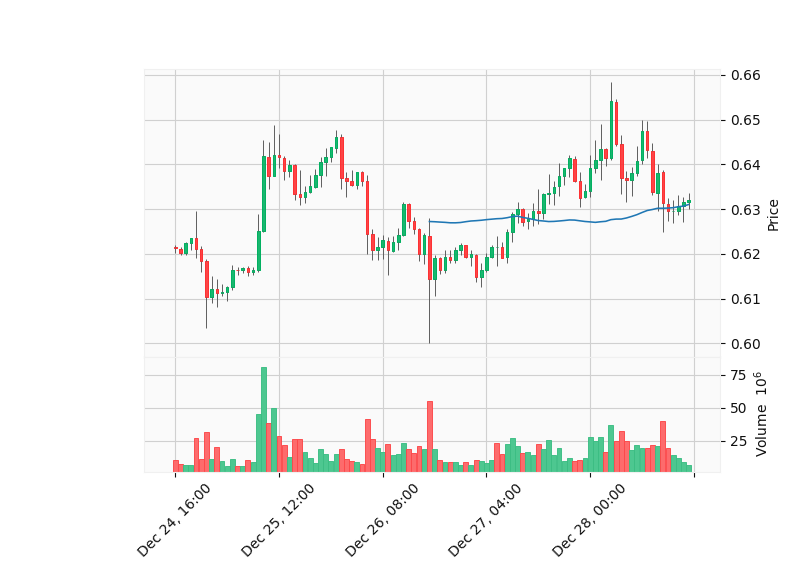 0.66
0.65
0.64
0.63
0.62
0.61
0.60
Price
75
50
25
Volume 10^6
Dec 24, 16:00
Dec 25, 12:00
Dec 26, 08:00
Dec 27, 04:00
Dec 28, 00:00